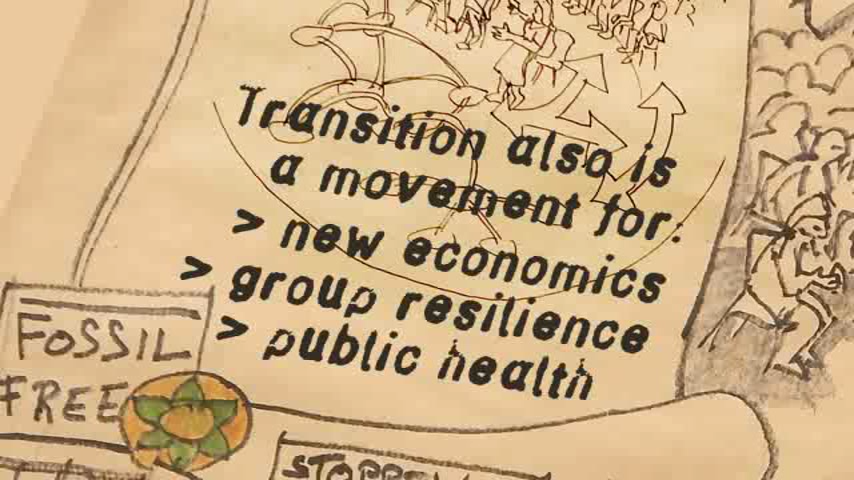 Transition also is
a movement for:
> new economics
> group resilience
> public health
FOSSIL
FREE